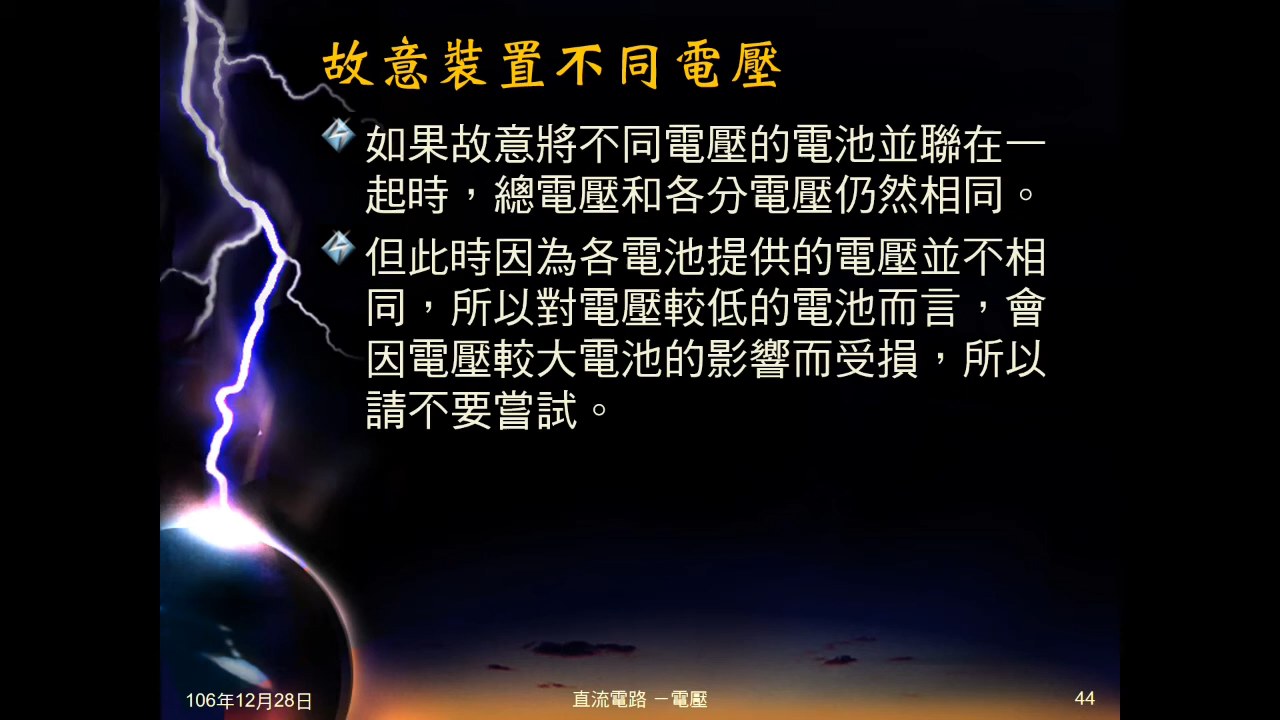 故意裝置不同電壓
如果故意將不同電壓的電池並聯在一
起時，總電壓和各分電壓仍然相同。
但此時因為各電池提供的電壓並不相
同，所以對電壓較低的電池而言，會
因電壓較大電池的影響而受損，所以
請不要嘗試。
106年12月28日
直流電路 －電壓
44